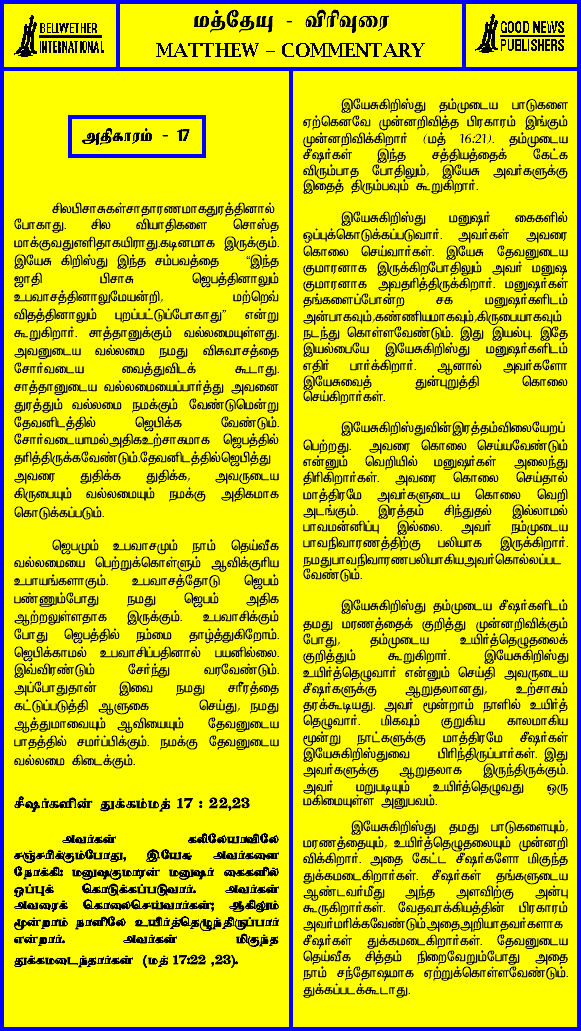 BELWETHER
INTERNATIONAL
மத்தேயு - விரிவுரை
MATTHEW – COMMENTARY
GOOD NEWS
PUBLISHERS
அதிகாரம் - 17
சிலபிசாசுகள்சாதாரணமாகதுரத்தினால்
போகாது. சில வியாதிகளை சொஸ்த
மாக்குவதுஎளிதாகயிராது.கடினமாக இருக்கும்.
இயேசு கிறிஸ்து இந்த சம்பவத்தை “இந்த
ஜாதி பிசாசு ஜெபத்தினாலும்
உபவாசத்தினாலுமேயன்றி, மற்றெவ்
விதத்தினாலும் புறப்பட்டுப்போகாது” என்று
கூறுகிறார். சாத்தானுக்கும் வல்லமையுள்ளது.
அவனுடைய வல்லமை நமது விசுவாசத்தை
சோர்வடைய வைத்துவிடக் கூடாது.
சாத்தானுடைய வல்லமையைப்பார்த்து அவனை
துரத்தும் வல்லமை நமக்கும் வேண்டுமென்று
தேவனிடத்தில் ஜெபிக்க வேண்டும்.
சோர்வடையாமல்அதிகஉற்சாகமாக ஜெபத்தில்
தரித்திருக்கவேண்டும்.தேவனிடத்தில்ஜெபித்து
அவரை துதிக்க துதிக்க, அவருடைய
கிருபையும் வல்லமையும் நமக்கு அதிகமாக
கொடுக்கப்படும்.
ஜெபமும் உபவாசமும் நாம் தெய்வீக
வல்லமையை பெற்றுக்கொள்ளும் ஆவிக்குரிய
உபாயங்களாகும். உபவாசத்தோடு ஜெபம்
பண்ணும்போது நமது ஜெபம் அதிக
ஆற்றலுள்ளதாக இருக்கும். உபவாசிக்கும்
போது ஜெபத்தில் நம்மை தாழ்த்துகிறோம்.
ஜெபிக்காமல் உபவாசிப்பதினால் பயனில்லை.
இவ்விரண்டும் சேர்ந்து வரவேண்டும்.
அப்போதுதான் இவை நமது சரீரத்தை
கட்டுப்படுத்தி ஆளுகை செய்து, நமது
ஆத்துமாவையும் ஆவியையும் தேவனுடைய
பாதத்தில் சமர்ப்பிக்கும். நமக்கு தேவனுடைய
வல்லமை கிடைக்கும்.
சீஷர்களின் துக்கம்மத் 17 : 22,23
அவர்கள் கலிலேயாவிலே
சஞ்சரிக்கும்போது, இயேசு அவர்களை
நோக்கி: மனுஷகுமாரன் மனுஷர் கைகளில்
ஒப்புக் கொடுக்கப்படுவார். அவர்கள்
அவரைக் கொலைசெய்வார்கள்; ஆகிலும்
மூன்றாம் நாளிலே உயிர்த்தெழுந்திருப்பார்
என்றார். அவர்கள் மிகுந்த
துக்கமடைந்தார்கள் (மத் 17:22 ,23).
இயேசுகிறிஸ்து தம்முடைய பாடுகளை
ஏற்கெனவே முன்னறிவித்த பிரகாரம் இங்கும்
முன்னறிவிக்கிறார் (மத் 16:21). தம்முடைய
சீஷர்கள் இந்த சத்தியத்தைக் கேட்க
விரும்பாத போதிலும், இயேசு அவர்களுக்கு
இதைத் திரும்பவும் கூறுகிறார்.
இயேசுகிறிஸ்து மனுஷர் கைகளில்
ஒப்புக்கொடுக்கப்படுவார். அவர்கள் அவரை
கொலை செய்வார்கள். இயேசு தேவனுடைய
குமாரனாக இருக்கிறபோதிலும் அவர் மனுஷ
குமாரனாக அவதரித்திருக்கிறார். மனுஷர்கள்
தங்களைப்போன்ற சக மனுஷர்களிடம்
அன்பாகவும்,கண்ணியமாகவும்,கிருபையாகவும்
நடந்து கொள்ளவேண்டும். இது இயல்பு. இதே
இயல்பையே இயேசுகிறிஸ்து மனுஷர்களிடம்
எதிர் பார்க்கிறார். ஆனால் அவர்களோ
இயேசுவைத் துன்புறுத்தி கொலை
செய்கிறார்கள்.
இயேசுகிறிஸ்துவின்இரத்தம்விலையேறப்
பெற்றது. அவரை கொலை செய்யவேண்டும்
என்னும் வெறியில் மனுஷர்கள் அலைந்து
திரிகிறார்கள். அவரை கொலை செய்தால்
மாத்திரமே அவர்களுடைய கொலை வெறி
அடங்கும். இரத்தம் சிந்துதல் இல்லாமல்
பாவமன்னிப்பு இல்லை. அவர் நம்முடைய
பாவநிவாரணத்திற்கு பலியாக இருக்கிறார்.
நமதுபாவநிவாரணபலியாகியஅவர்கொல்லப்பட
வேண்டும்.
இயேசுகிறிஸ்து தம்முடைய சீஷர்களிடம்
தமது மரணத்தைக் குறித்து முன்னறிவிக்கும்
போது, தம்முடைய உயிர்த்தெழுதலைக்
குறித்தும் கூறுகிறார். இயேசுகிறிஸ்து
உயிர்த்தெழுவார் என்னும் செய்தி அவருடைய
சீஷர்களுக்கு ஆறுதலானது, உற்சாகம்
தரக்கூடியது. அவர் மூன்றாம் நாளில் உயிர்த்
தெழுவார். மிகவும் குறுகிய காலமாகிய
மூன்று நாட்களுக்கு மாத்திரமே சீஷர்கள்
இயேசுகிறிஸ்துவை பிரிந்திருப்பார்கள். இது
அவர்களுக்கு ஆறுதலாக இருந்திருக்கும்.
அவர் மறுபடியும் உயிர்த்தெழுவது ஒரு
மகிமையுள்ள அனுபவம்.
இயேசுகிறிஸ்து தமது பாடுகளையும்,
மரணத்தையும், உயிர்த்தெழுதலையும் முன்னறி
விக்கிறார். அதை கேட்ட சீஷர்களோ மிகுந்த
துக்கமடைகிறார்கள். சீஷர்கள் தங்களுடைய
ஆண்டவர்மீது அந்த அளவிற்கு அன்பு
கூருகிறார்கள். வேதவாக்கியத்தின் பிரகாரம்
அவர்மரிக்கவேண்டும்.அதைஅறியாதவர்களாக
சீஷர்கள் துக்கமடைகிறார்கள். தேவனுடைய
தெய்வீக சித்தம் நிறைவேறும்போது அதை
நாம் சந்தோஷமாக ஏற்றுக்கொள்ளவேண்டும்.
துக்கப்படக்கூடாது.